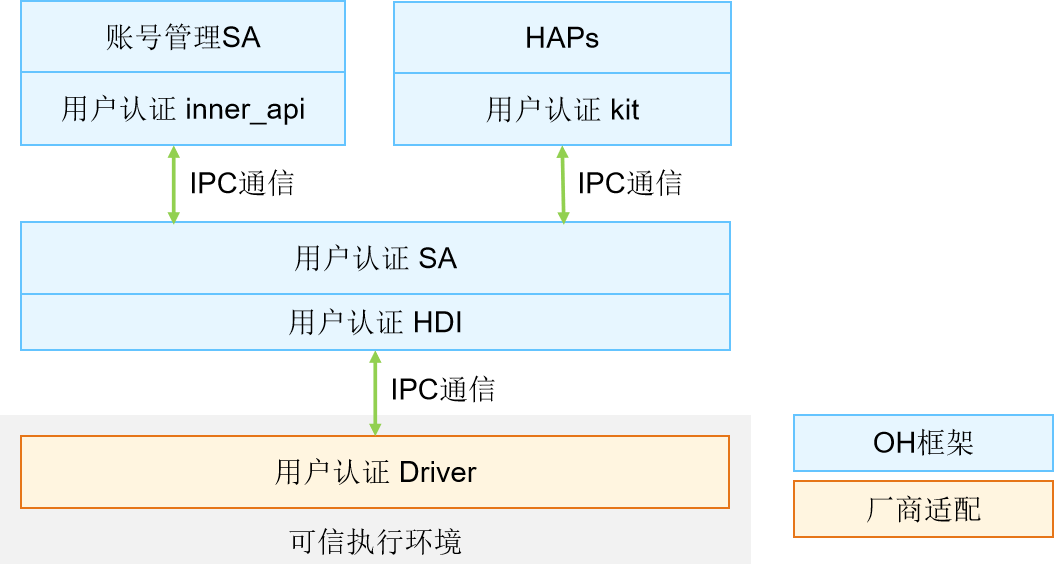 账号管理SA
HAPs
用户认证 inner_api
用户认证 kit
IPC通信
IPC通信
用户认证 SA
用户认证 HDI
IPC通信
用户认证 Driver
可信执行环境
OH框架
厂商适配